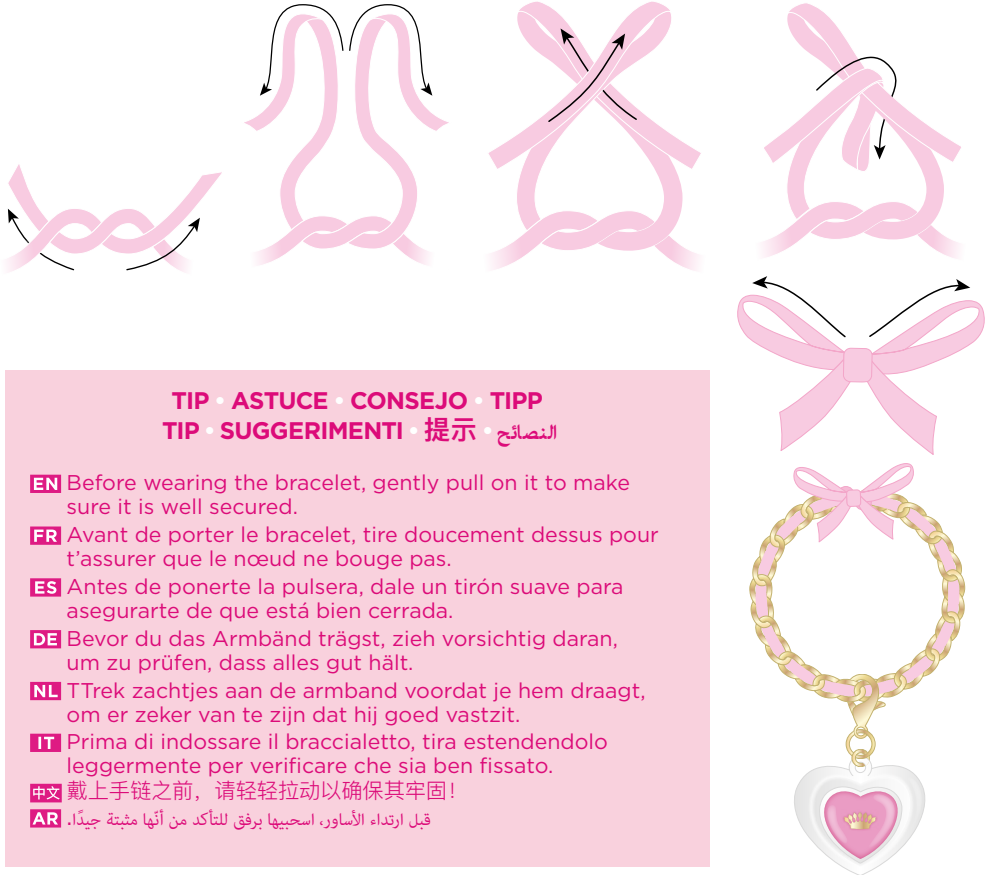 TIP • ASTUCE • CONSEJO • TIPP
TIP • SUGGERIMENTI • 提示 • النصائح
EN Before wearing the bracelet, gently pull on it to make
sure it is well secured.
FR Avant de porter le bracelet, tire doucement dessus pour
t'assurer que le nœud ne bouge pas.
ES Antes de ponerte la pulsera, dale un tirón suave para
asegurarte de que está bien cerrada.
DE Bevor du das Armbänd trägst, zieh vorsichtig daran,
um zu prüfen, dass alles gut hält.
NL TTrek zachtjes aan de armband voordat je hem draagt,
om er zeker van te zijn dat hij goed vastzit.
IT Prima di indossare il braccialetto, tira estendendolo
leggermente per verificare che sia ben fissato.
中文 戴上手链之前，请轻轻拉动以确保其牢固！
AR قبل ارتداء الأساور، اسحبيها برفق للتأكد من أنّها مثبتة جيدًا.